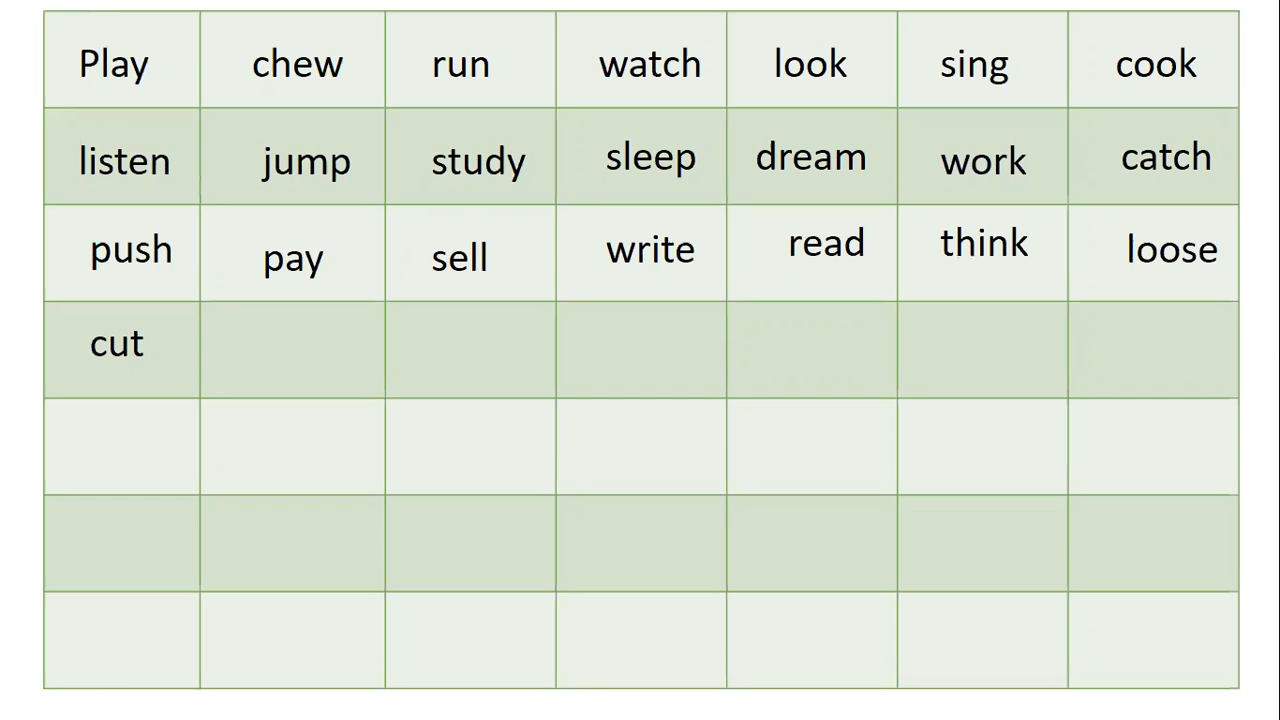 Play chew run watch look sing cook
listen jump study sleep dream work catch
push pay sell write read think loose
cut